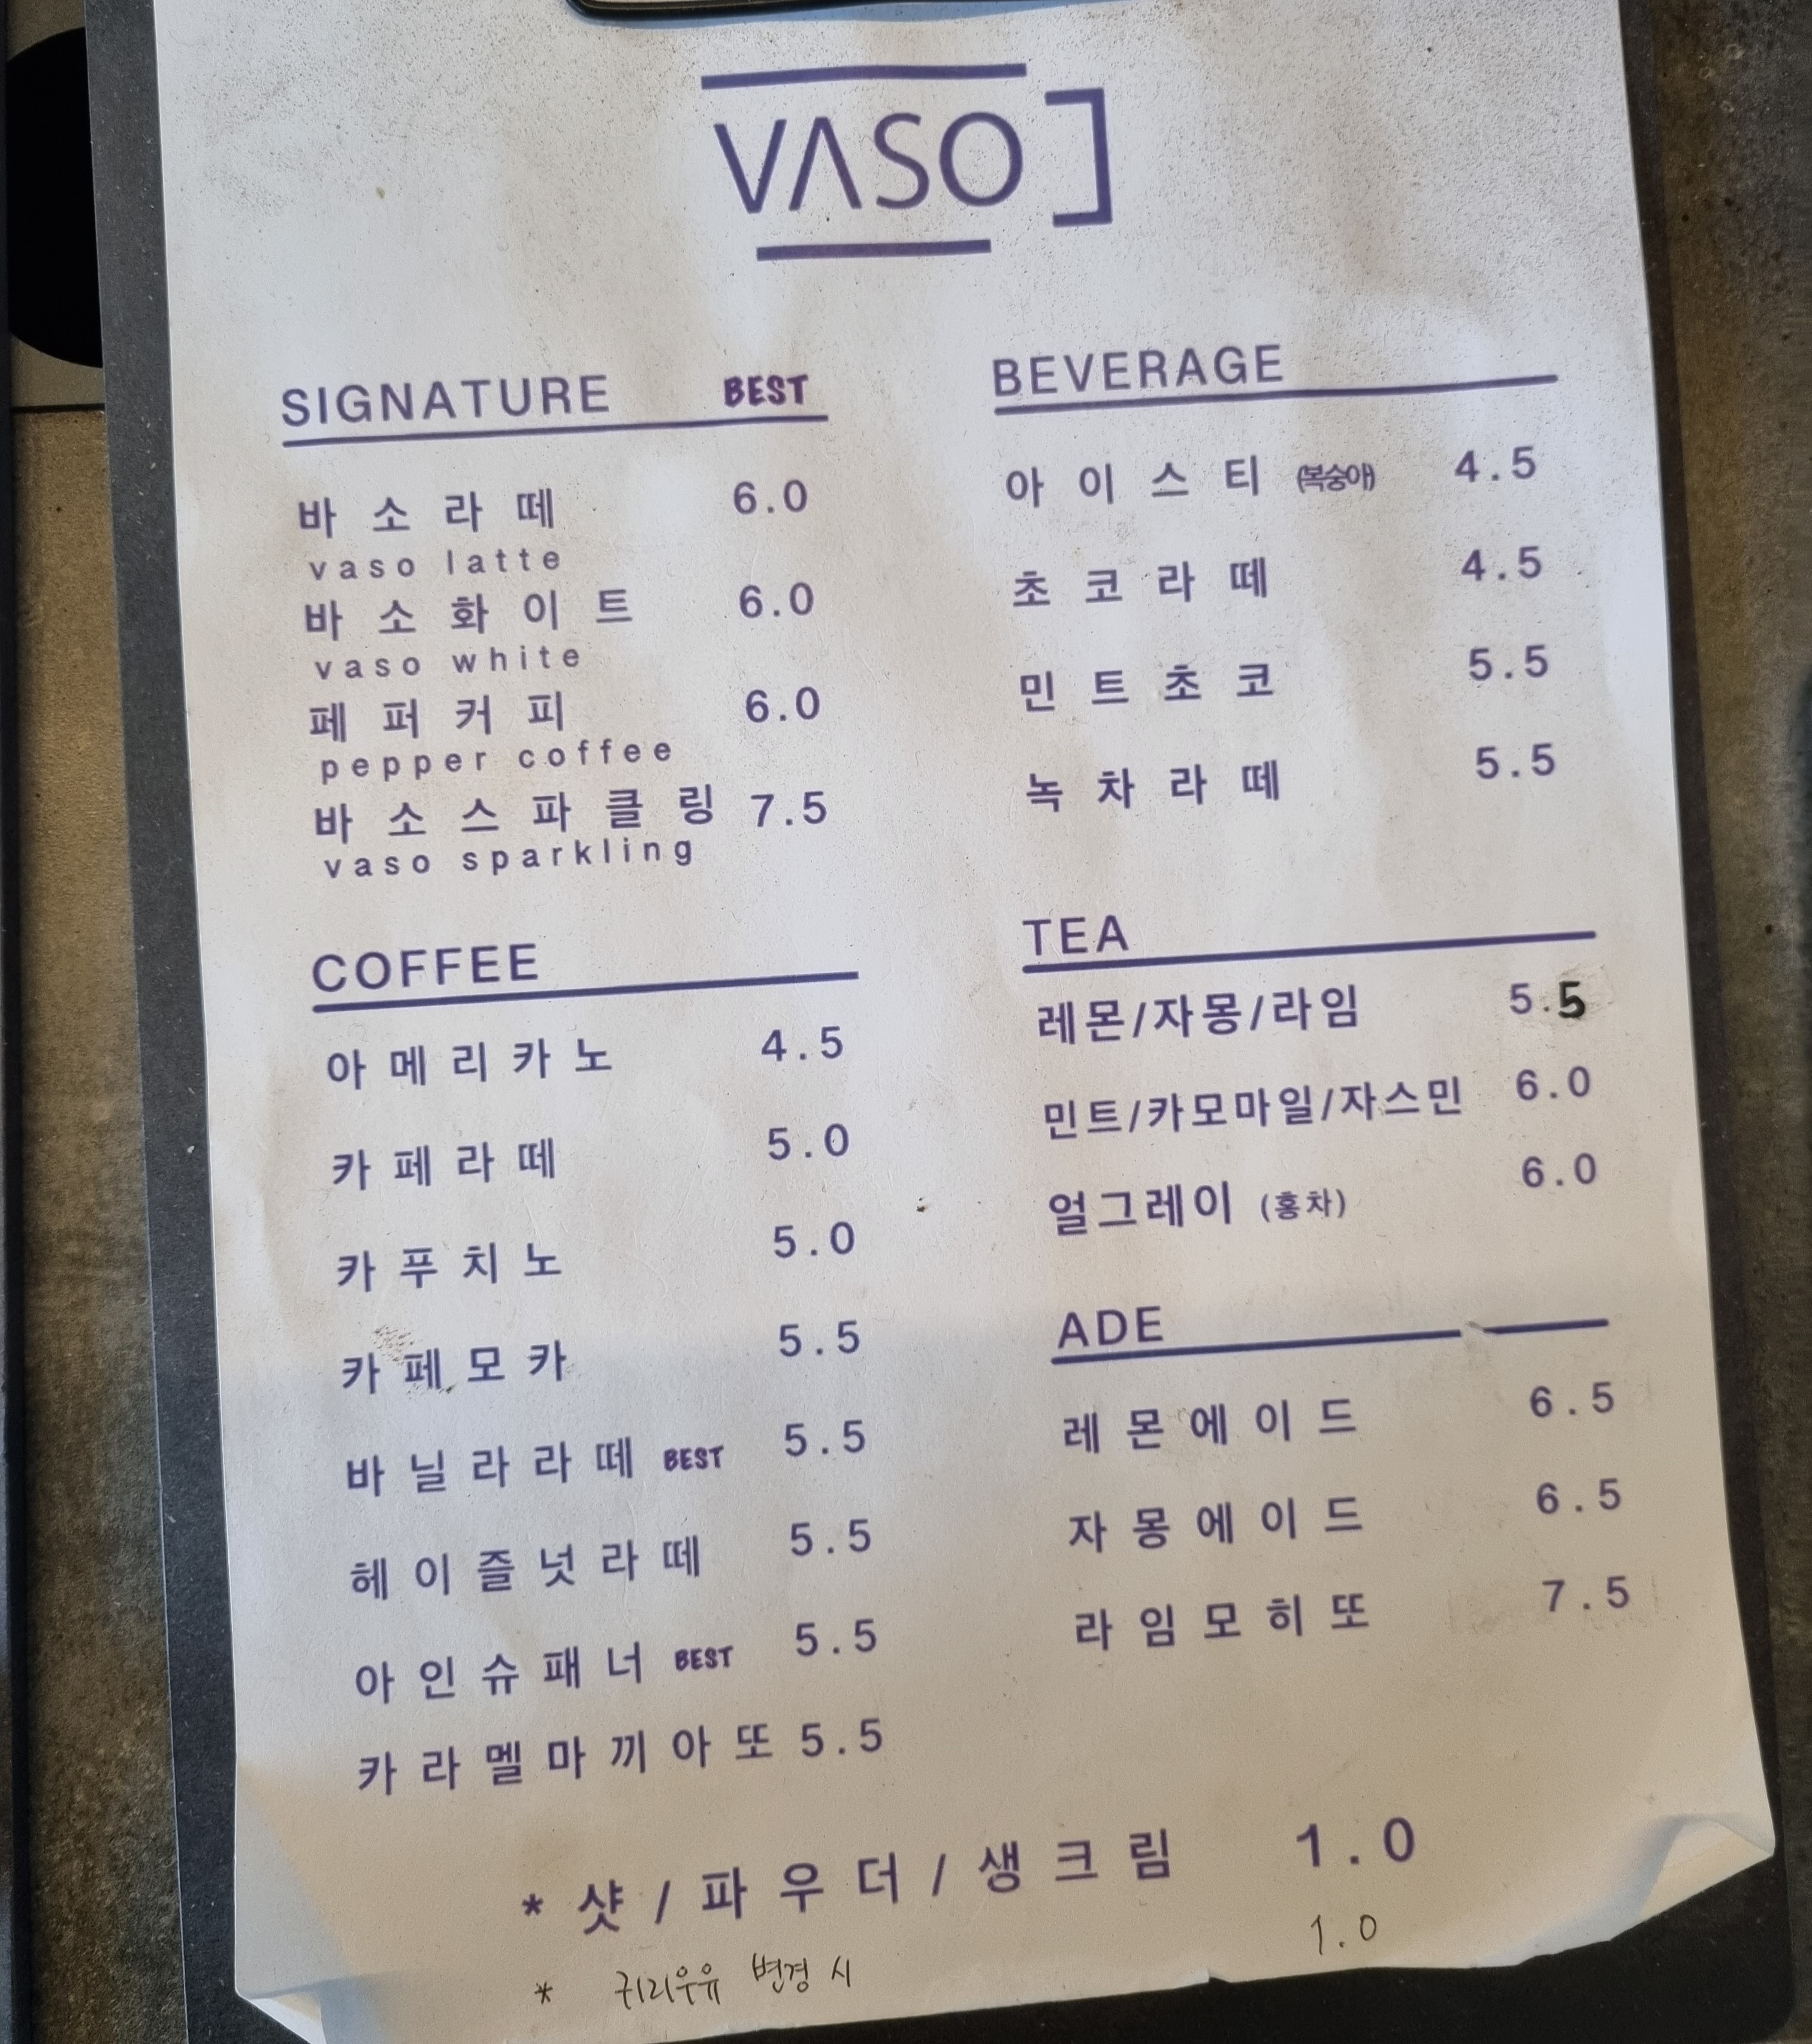 VASO
SIGNATURE BEST
바소라떼 6.0
vaso latte
바소화이트 6.0
vaso white
페퍼커피 6.0
pepper coffee
바소스파클링 7.5
vaso sparkling
COFFEE
아메리카노 4.5
카페라떼 5.0
카푸치노 5.0
카페모카 5.5
바닐라라떼 BEST 5.5
헤이즐넛라떼 5.5
아인슈패너 BEST 5.5
카라멜마끼아또 5.5
BEVERAGE
아이스티 (복숭아) 4.5
초코라떼 4.5
민트초코 5.5
녹차라떼 5.5
TEA
레몬/자몽/라임 5.5
민트/카모마일/자스민 6.0
얼그레이 (홍차) 6.0
ADE
레몬에이드 6.5
자몽에이드 6.5
라임모히또 7.5
* 샷/파우더/생크림 1.0
* 귀리우유 변경 시 1.0